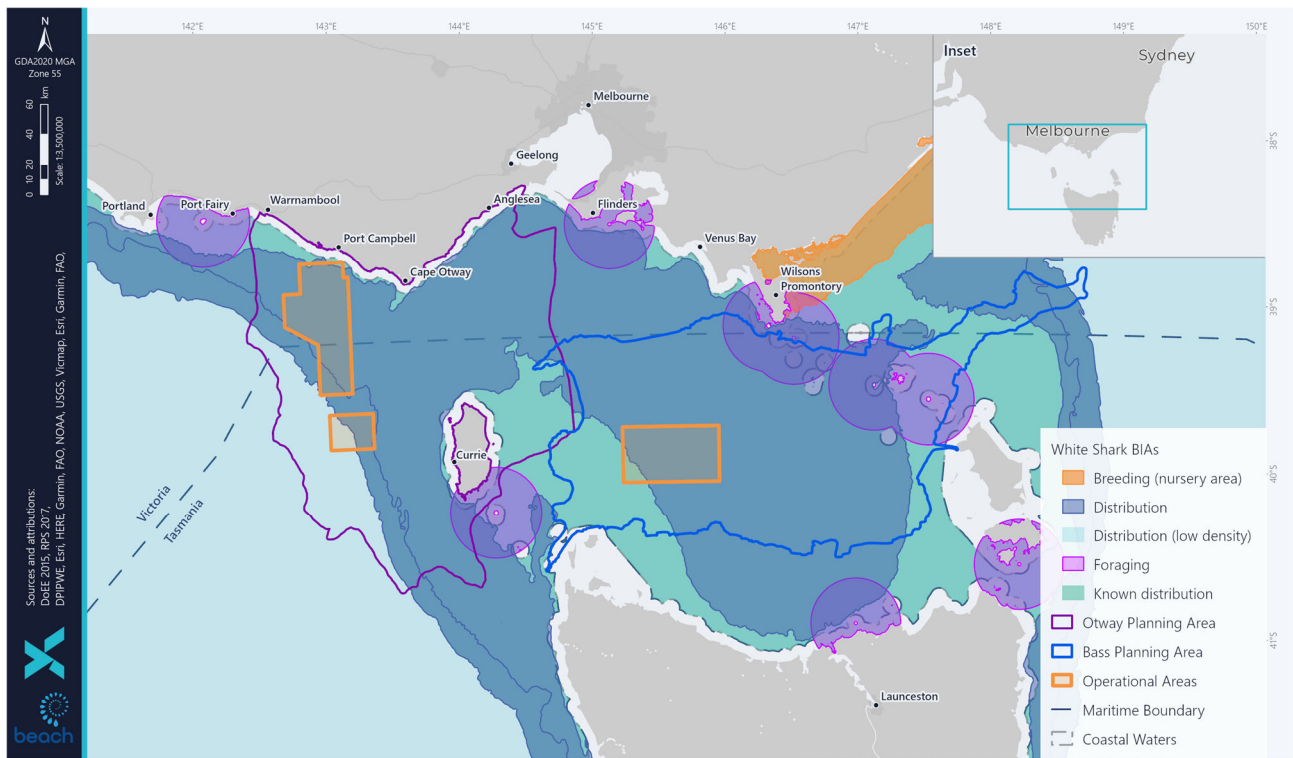 142°E 143°E 144°E 145°E 146°E 147°E 148°E 149°E 150°E
N
GDA2020 MGA
Zone 55
0 10 20 40 60 km
Scale: 1:3,500,000
Sources and attributions:
DoEE 2015, RPS 20'7,
DPIPWE, Esri, HERE, Garmin, FAO, NOAA, USGS, Vicmap, Esri, Garmin, FAO,
beach
Inset
Sydney
Melbourne
Melbourne
Geelong
Portland
Port Fairy
Warrnambool
Anglesea
Flinders
Port Campbell
Venus Bay
Cape Otway
Wilsons
Promontory
Currie
Launceston
Victoria
Tasmania
38°S
39°S
40°S
41°S
White Shark BIAs
Breeding (nursery area)
Distribution
Distribution (low density)
Foraging
Known distribution
Otway Planning Area
Bass Planning Area
Operational Areas
Maritime Boundary
Coastal Waters